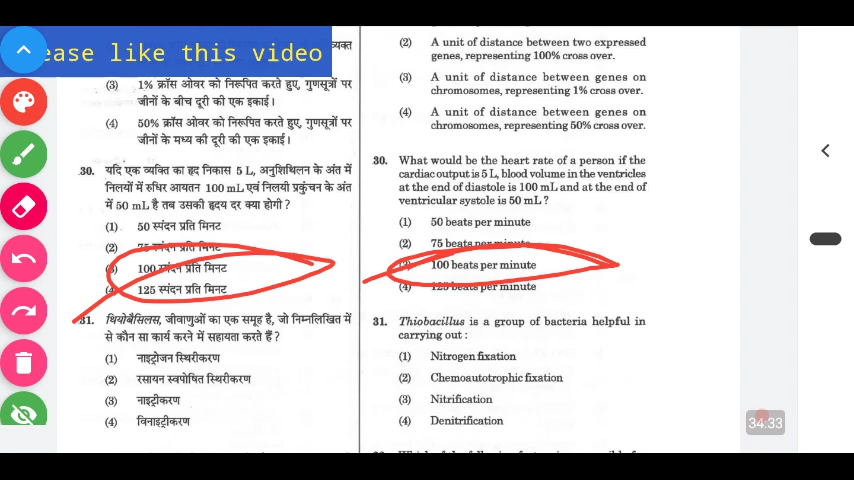 ease like this video
व्यक्त
(3) 1% क्रॉस ओवर को निरूपित करते हुए, गुणसूत्रों पर
जीनों के बीच दूरी की एक इकाई।
(4) 50% क्रॉस ओवर को निरूपित करते हुए, गुणसूत्रों पर
जीनों के मध्य की दूरी की एक इकाई।
30. यदि एक व्यक्ति का हृद निकास 5 L, अनुशिथिलन के अंत में
निलयों में रुधिर आयतन 100 mL एवं निलयी प्रकुंचन के अंत
में 50 mL है तब उसकी हृदय दर क्या होगी ?
(1) 50 स्पंदन प्रति मिनट
(2) 75 स्पंदन प्रति मिनट
(3) 100 स्पंदन प्रति मिनट
(4) 125 स्पंदन प्रति मिनट
31. थियोबैसिलस, जीवाणुओं का एक समूह है, जो निम्नलिखित में
से कौन सा कार्य करने में सहायता करते हैं ?
(1) नाइट्रोजन स्थिरीकरण
(2) रसायन स्वपोषित स्थिरीकरण
(3) नाइट्रीकरण
(4) विनाइट्रीकरण
(2) A unit of distance between two expressed
genes, representing 100% cross over.
(3) A unit of distance between genes on
chromosomes, representing 1% cross over.
(4) A unit of distance between genes on
chromosomes, representing 50% cross over.
30. What would be the heart rate of a person if the
cardiac output is 5 L, blood volume in the ventricles
at the end of diastole is 100 mL and at the end of
ventricular systole is 50 mL ?
(1) 50 beats per minute
(2) 75 beats per minute
(3) 100 beats per minute
(4) 125 beats per minute
31. Thiobacillus is a group of bacteria helpful in
carrying out :
(1) Nitrogen fixation
(2) Chemoautotrophic fixation
(3) Nitrification
(4) Denitrification
34:33